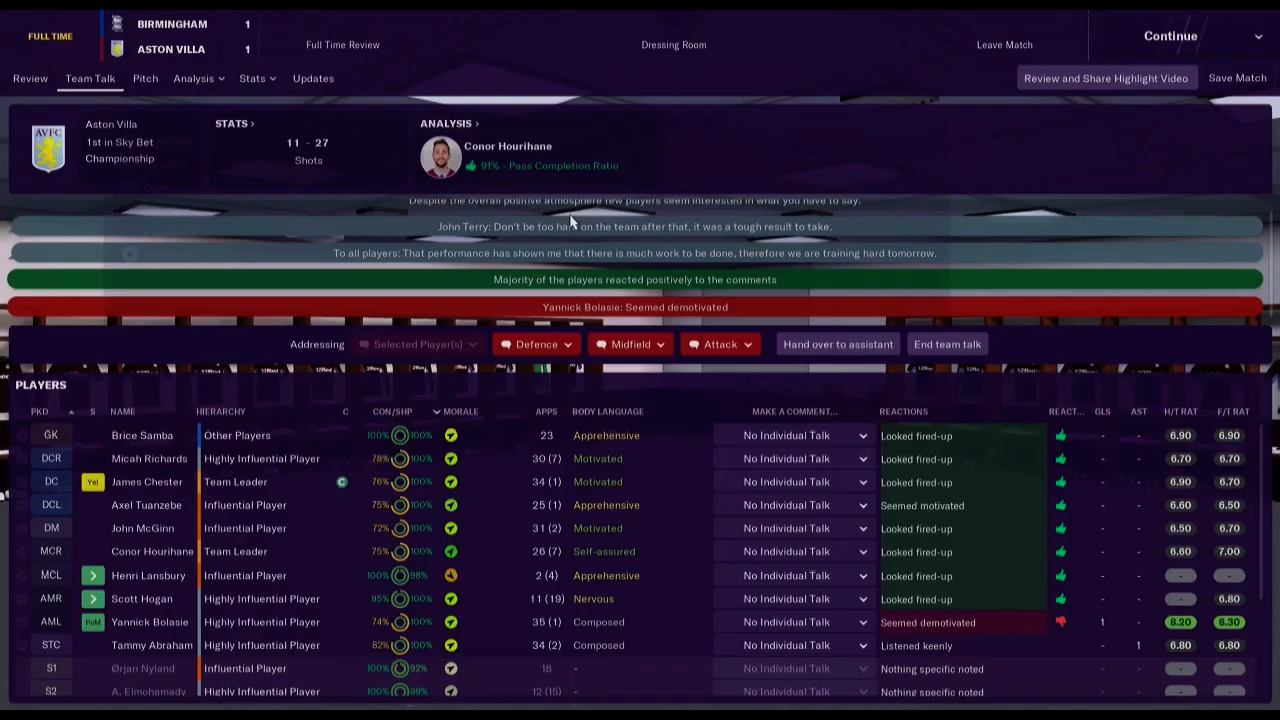 FULL TIME
BIRMINGHAM 1
ASTON VILLA 1
Full Time Review
Dressing Room
Leave Match
Continue
Review Team Talk Pitch Analysis Stats Updates
Review and Share Highlight Video Save Match
AVFC
Aston Villa
1st in Sky Bet
Championship
STATS
11 - 27
Shots
ANALYSIS
Conor Hourihane
91% - Pass Completion Ratio
Despite the overall positive atmosphere few players seem interested in what you have to say.
John Terry: Don't be too on the team after that, it was a tough result to take.
To all players: That performance has shown me that there is much work to be done, therefore we are training hard tomorrow.
Majority of the players reacted positively to the comments
Yannick Bolasie: Seemed demotivated
Addressing Selected Player(s) Defence Midfield Attack Hand over to assistant End team talk
PLAYERS
PKD S NAME HIERARCHY C CON/SHP MORALE APPS BODY LANGUAGE MAKE A COMMENT... REACTIONS REACT... GLS AST H/T RAT F/T RAT
GK Brice Samba Other Players 100% 100% 23 Apprehensive No Individual Talk Looked fired-up - - 6.90 6.90
DCR Micah Richards Highly Influential Player 78% 100% 30 (7) Motivated No Individual Talk Looked fired-up - - 6.70 6.70
DC Yel James Chester Team Leader C 76% 100% 34 (1) Motivated No Individual Talk Looked fired-up - - 6.90 6.70
DCL Axel Tuanzebe Influential Player 75% 100% 25 (1) Apprehensive No Individual Talk Seemed motivated - - 6.60 6.50
DM John McGinn Influential Player 72% 100% 31 (2) Motivated No Individual Talk Looked fired-up - - 6.50 6.70
MCR Conor Hourihane Team Leader 75% 100% 26 (7) Self-assured No Individual Talk Looked fired-up - - 6.60 7.00
MCL Henri Lansbury Influential Player 100% 98% 2 (4) Apprehensive No Individual Talk Looked fired-up - - - -
AMR Scott Hogan Highly Influential Player 95% 100% 11 (19) Nervous No Individual Talk Looked fired-up - - - 6.80
AML PoM Yannick Bolasie Highly Influential Player 74% 100% 35 (1) Composed No Individual Talk Seemed demotivated 1 - 8.20 8.30
STC Tammy Abraham Highly Influential Player 82% 100% 34 (2) Composed No Individual Talk Listened keenly - 1 6.80 6.80
S1 Ørjan Nyland Influential Player 100% 92% 18 - No Individual Talk Nothing specific noted - - - -
S2 A. Elmohamady Highly Influential Player 100% 99% 12 (15) - No Individual Talk Nothing specific noted - - - -